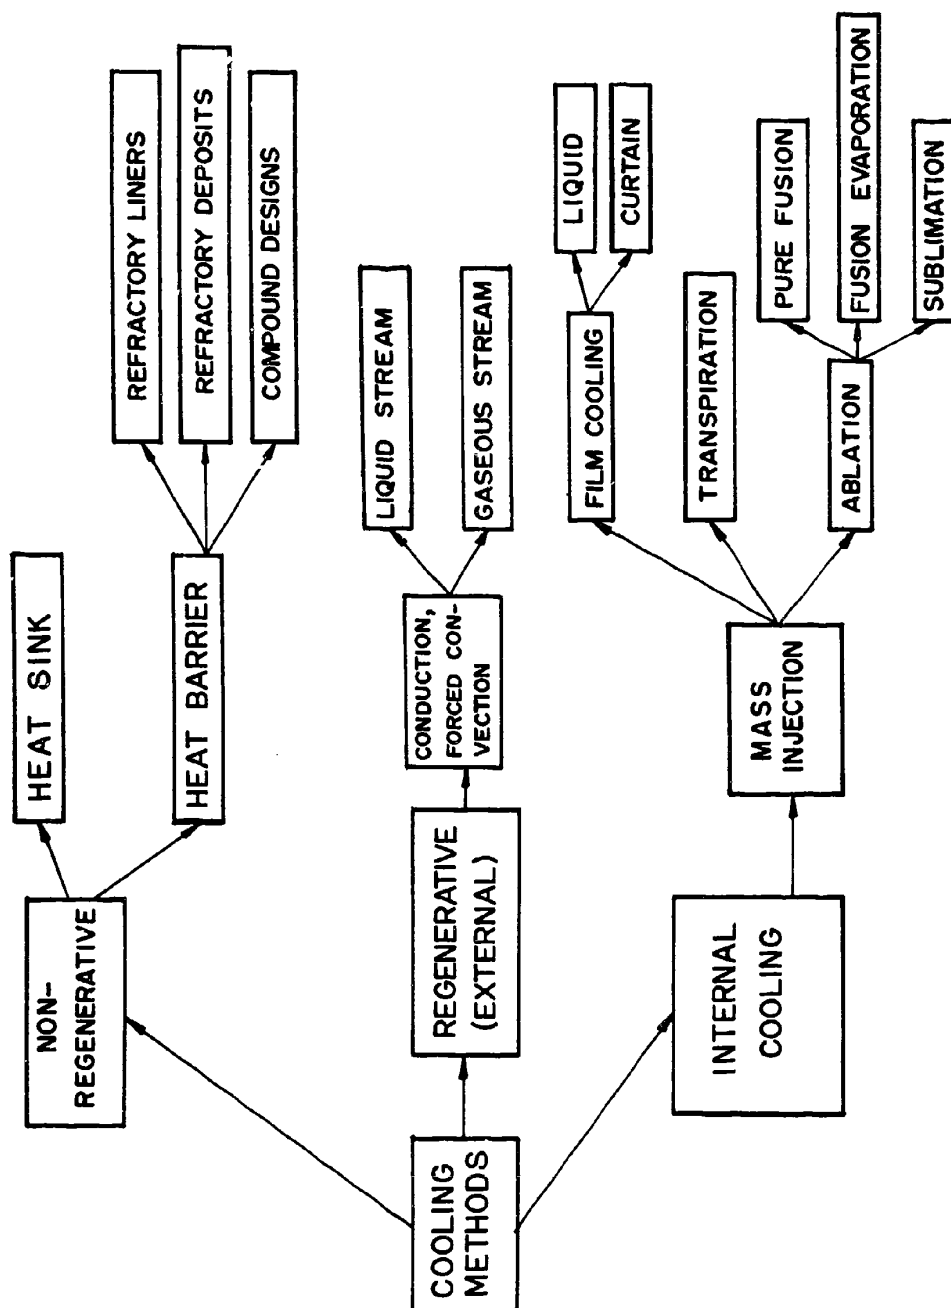 COOLING
METHODS
NON-
REGENERATIVE
REGENERATIVE
(EXTERNAL)
INTERNAL
COOLING
HEAT SINK
HEAT BARRIER
CONDUCTION,
FORCED CON-
VECTION
MASS
INJECTION
REFRACTORY LINERS
REFRACTORY DEPOSITS
COMPOUND DESIGNS
LIQUID STREAM
GASEOUS STREAM
FILM COOLING
TRANSPIRATION
ABLATION
LIQUID
CURTAIN
PURE FUSION
FUSION EVAPORATION
SUBLIMATION